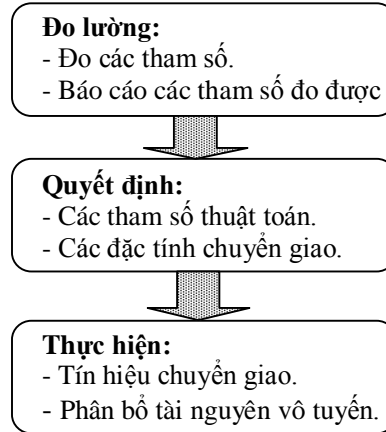 Đo lường:
- Đo các tham số.
- Báo cáo các tham số đo được
Quyết định:
- Các tham số thuật toán.
- Các đặc tính chuyển giao.
Thực hiện:
- Tín hiệu chuyển giao.
- Phân bổ tài nguyên vô tuyến.